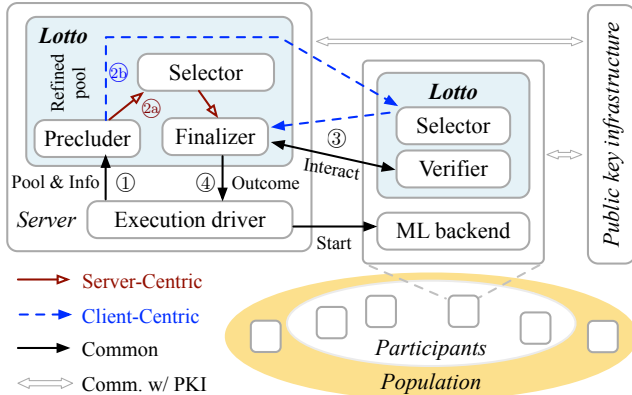 Lotto
Refined
pool
2b
Selector
2a
Precluder
Finalizer
Pool & Info
1
4
Outcome
Server
Execution driver
Start
3
Interact
Lotto
Selector
Verifier
ML backend
Public key infrastructure
Server-Centric
Client-Centric
Common
Comm. w/ PKI
Participants
Population